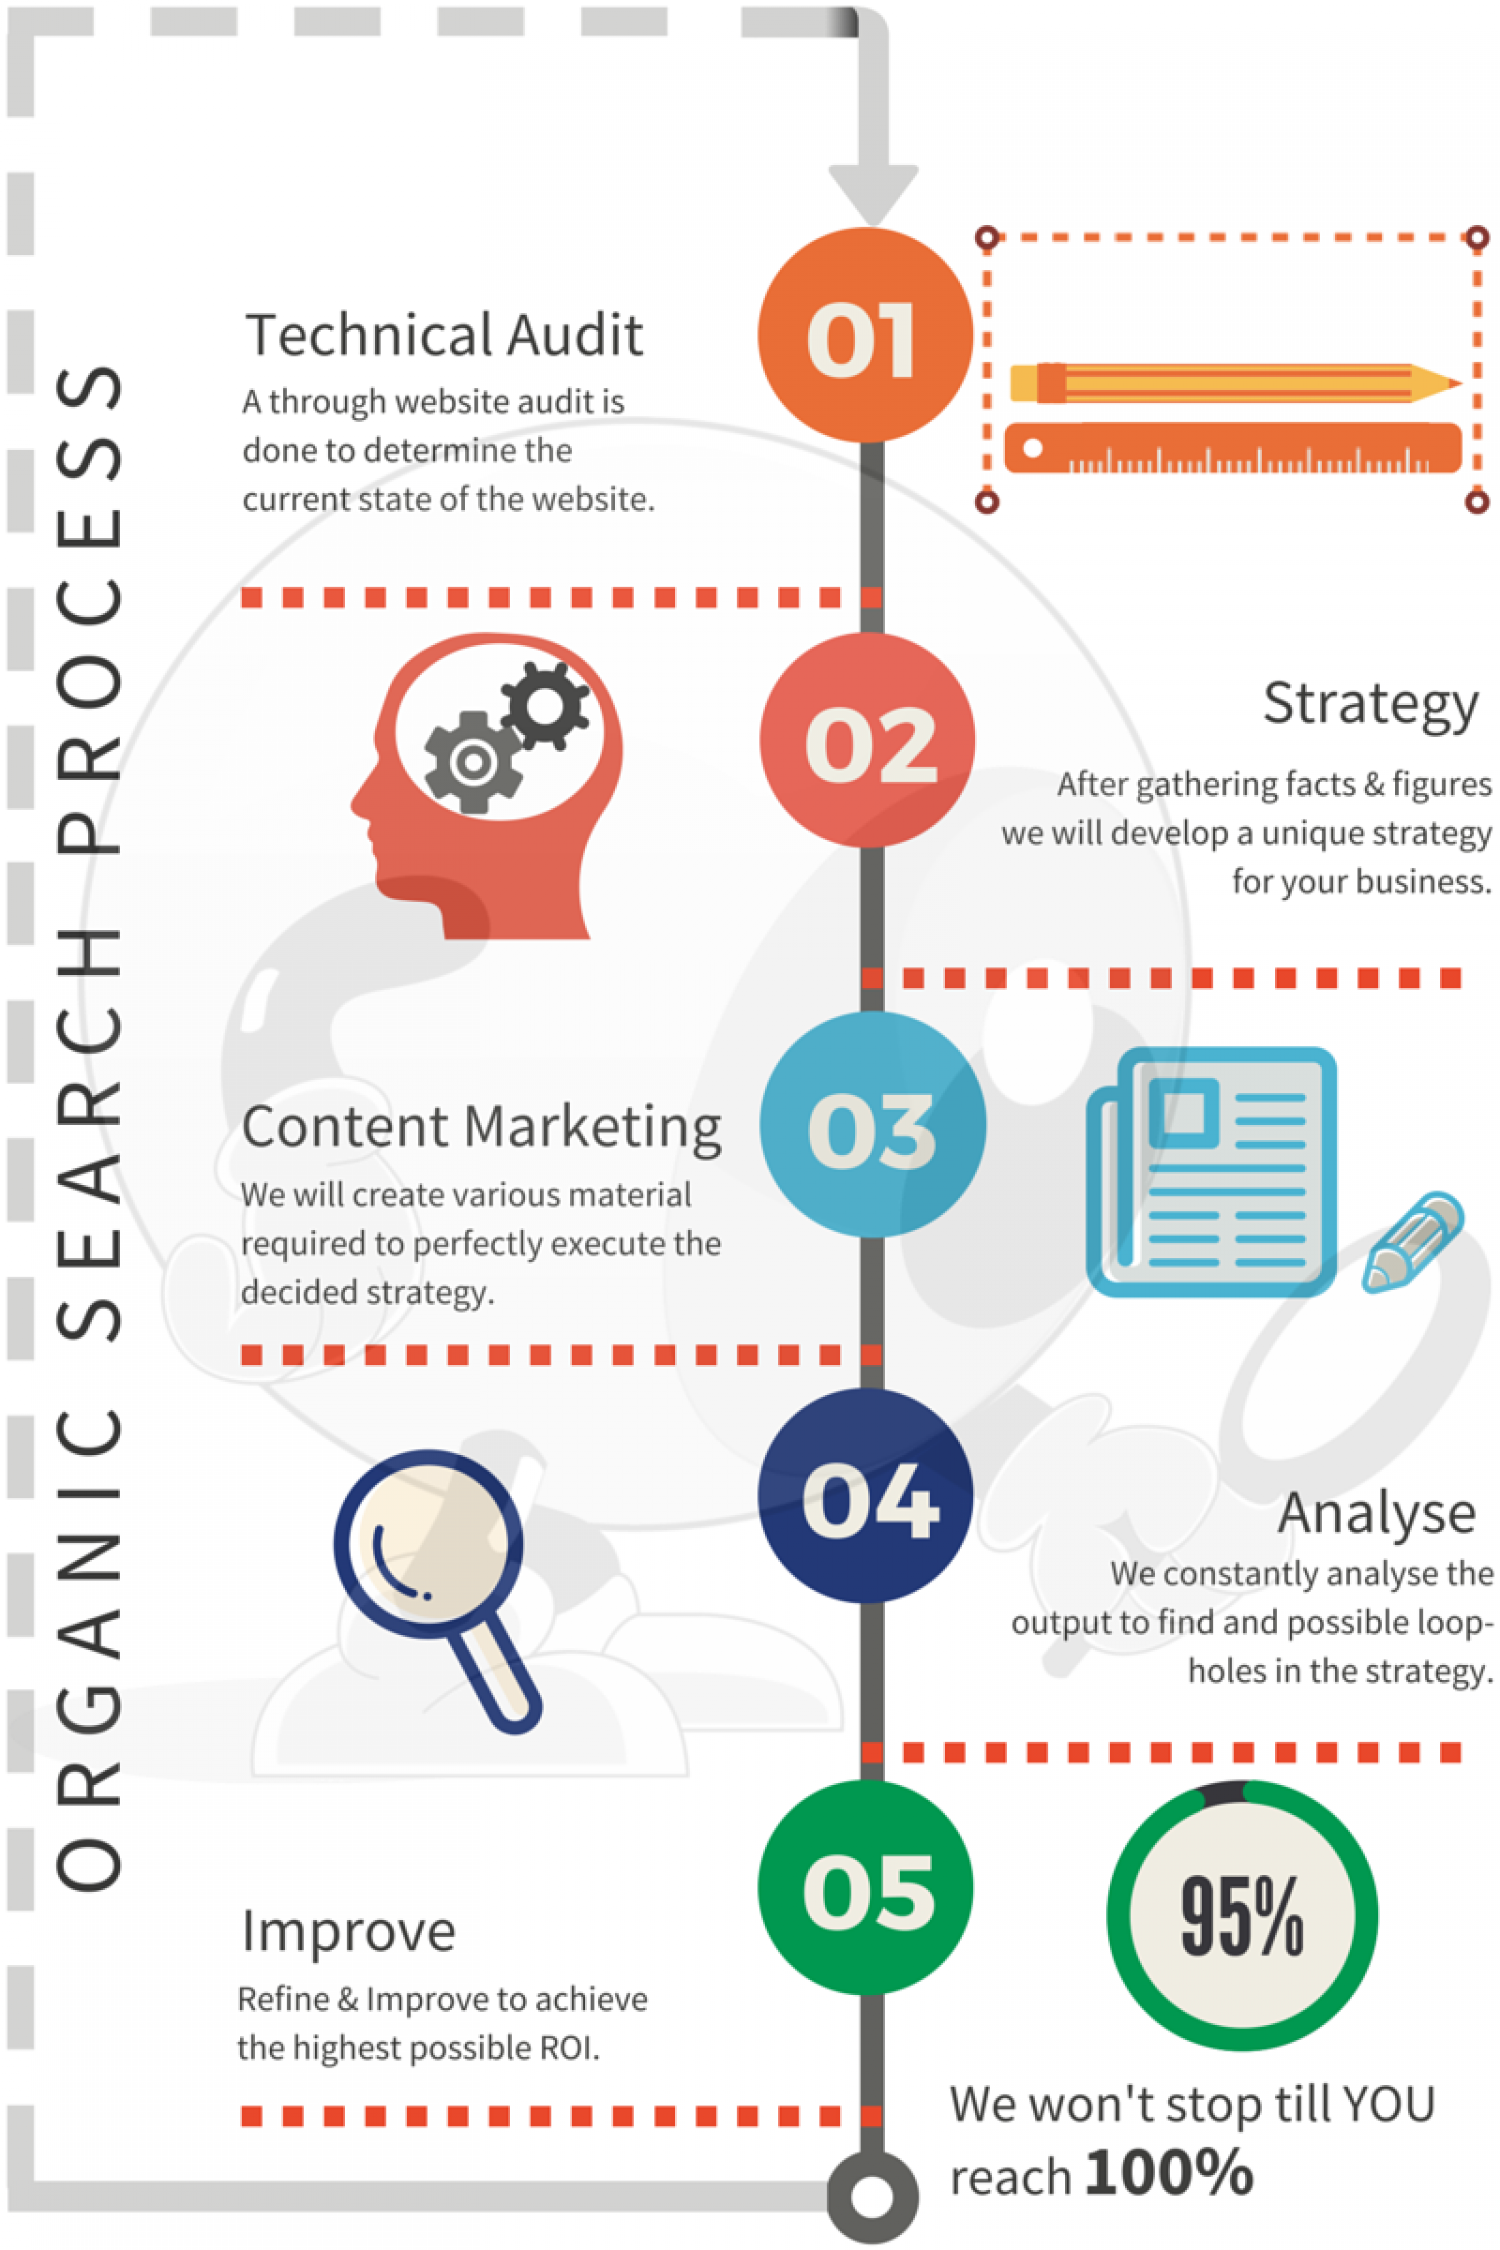 ORGANIC SEARCH PROCESS
01
Technical Audit
A through website audit is
done to determine the
current state of the website.
02
Strategy
After gathering facts & figures
we will develop a unique strategy
for your business.
03
Content Marketing
We will create various material
required to perfectly execute the
decided strategy.
04
Analyse
We constantly analyse the
output to find and possible loop-
holes in the strategy.
05
Improve
Refine & Improve to achieve
the highest possible ROI.
95%
We won't stop till YOU
reach 100%